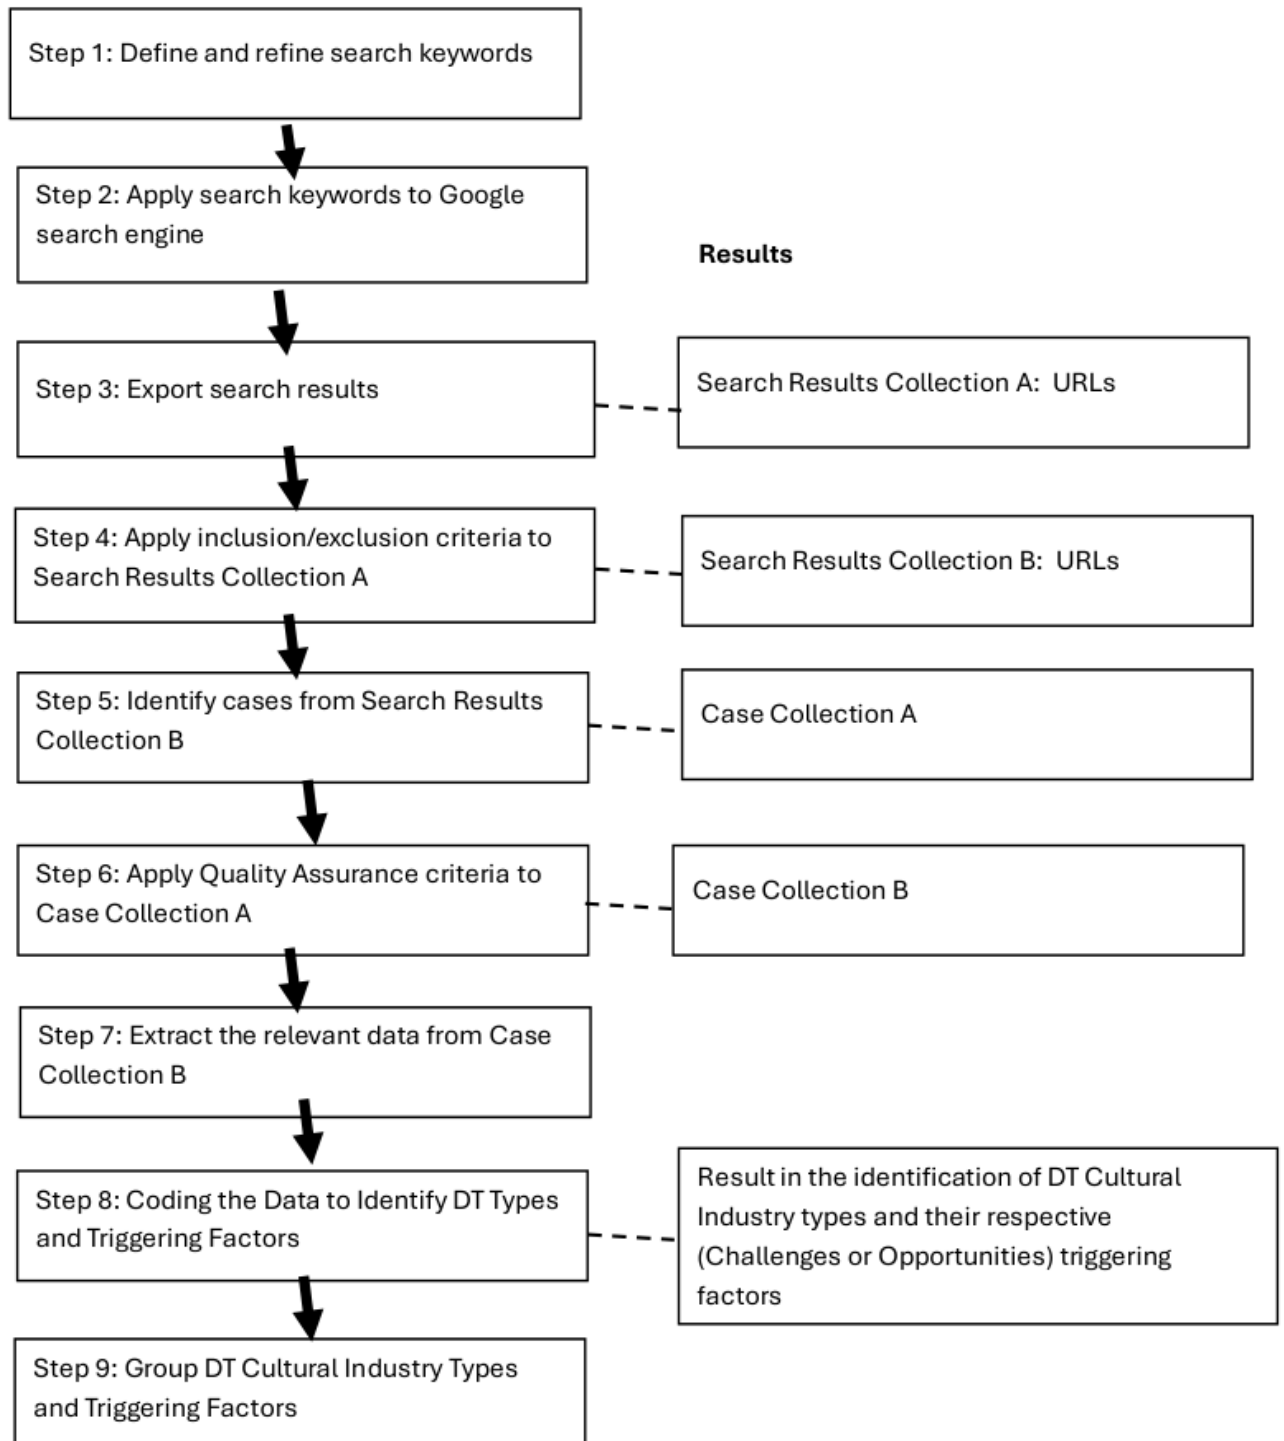 Step 1: Define and refine search keywords
Step 2: Apply search keywords to Google
search engine
Results
Step 3: Export search results
Search Results Collection A: URLs
Step 4: Apply inclusion/exclusion criteria to
Search Results Collection A
Search Results Collection B: URLs
Step 5: Identify cases from Search Results
Collection B
Case Collection A
Step 6: Apply Quality Assurance criteria to
Case Collection A
Case Collection B
Step 7: Extract the relevant data from Case
Collection B
Step 8: Coding the Data to Identify DT Types
and Triggering Factors
Result in the identification of DT Cultural
Industry types and their respective
(Challenges or Opportunities) triggering
factors
Step 9: Group DT Cultural Industry Types
and Triggering Factors